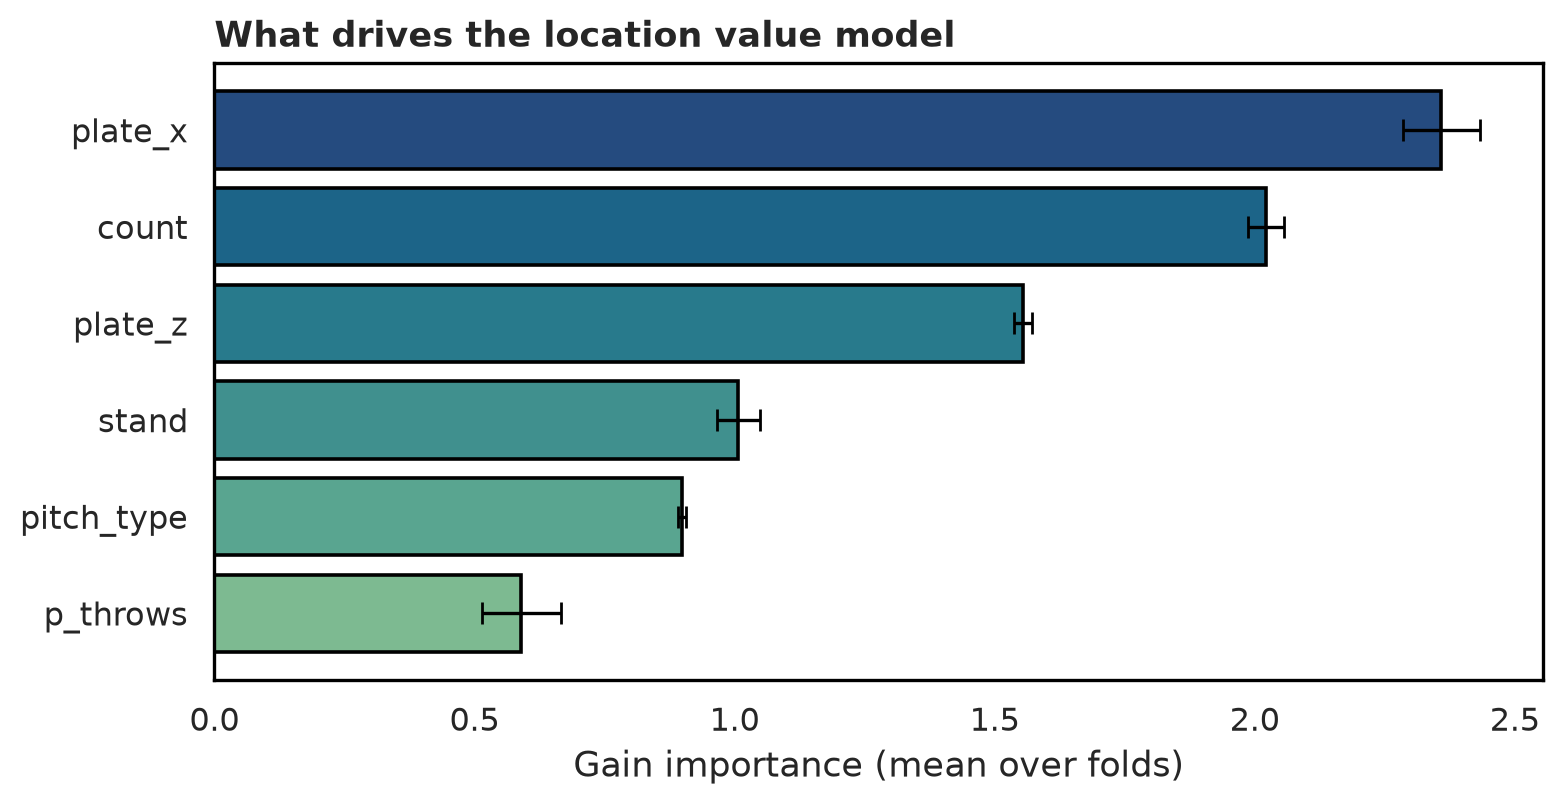 What drives the location value model
plate_x
count
plate_z
stand
pitch_type
p_throws
0.0 0.5 1.0 1.5 2.0 2.5
Gain importance (mean over folds)